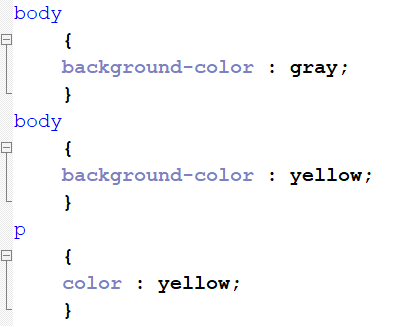 body
{
background-color : gray;
}
body
{
background-color : yellow;
}
p
{
color : yellow;
}